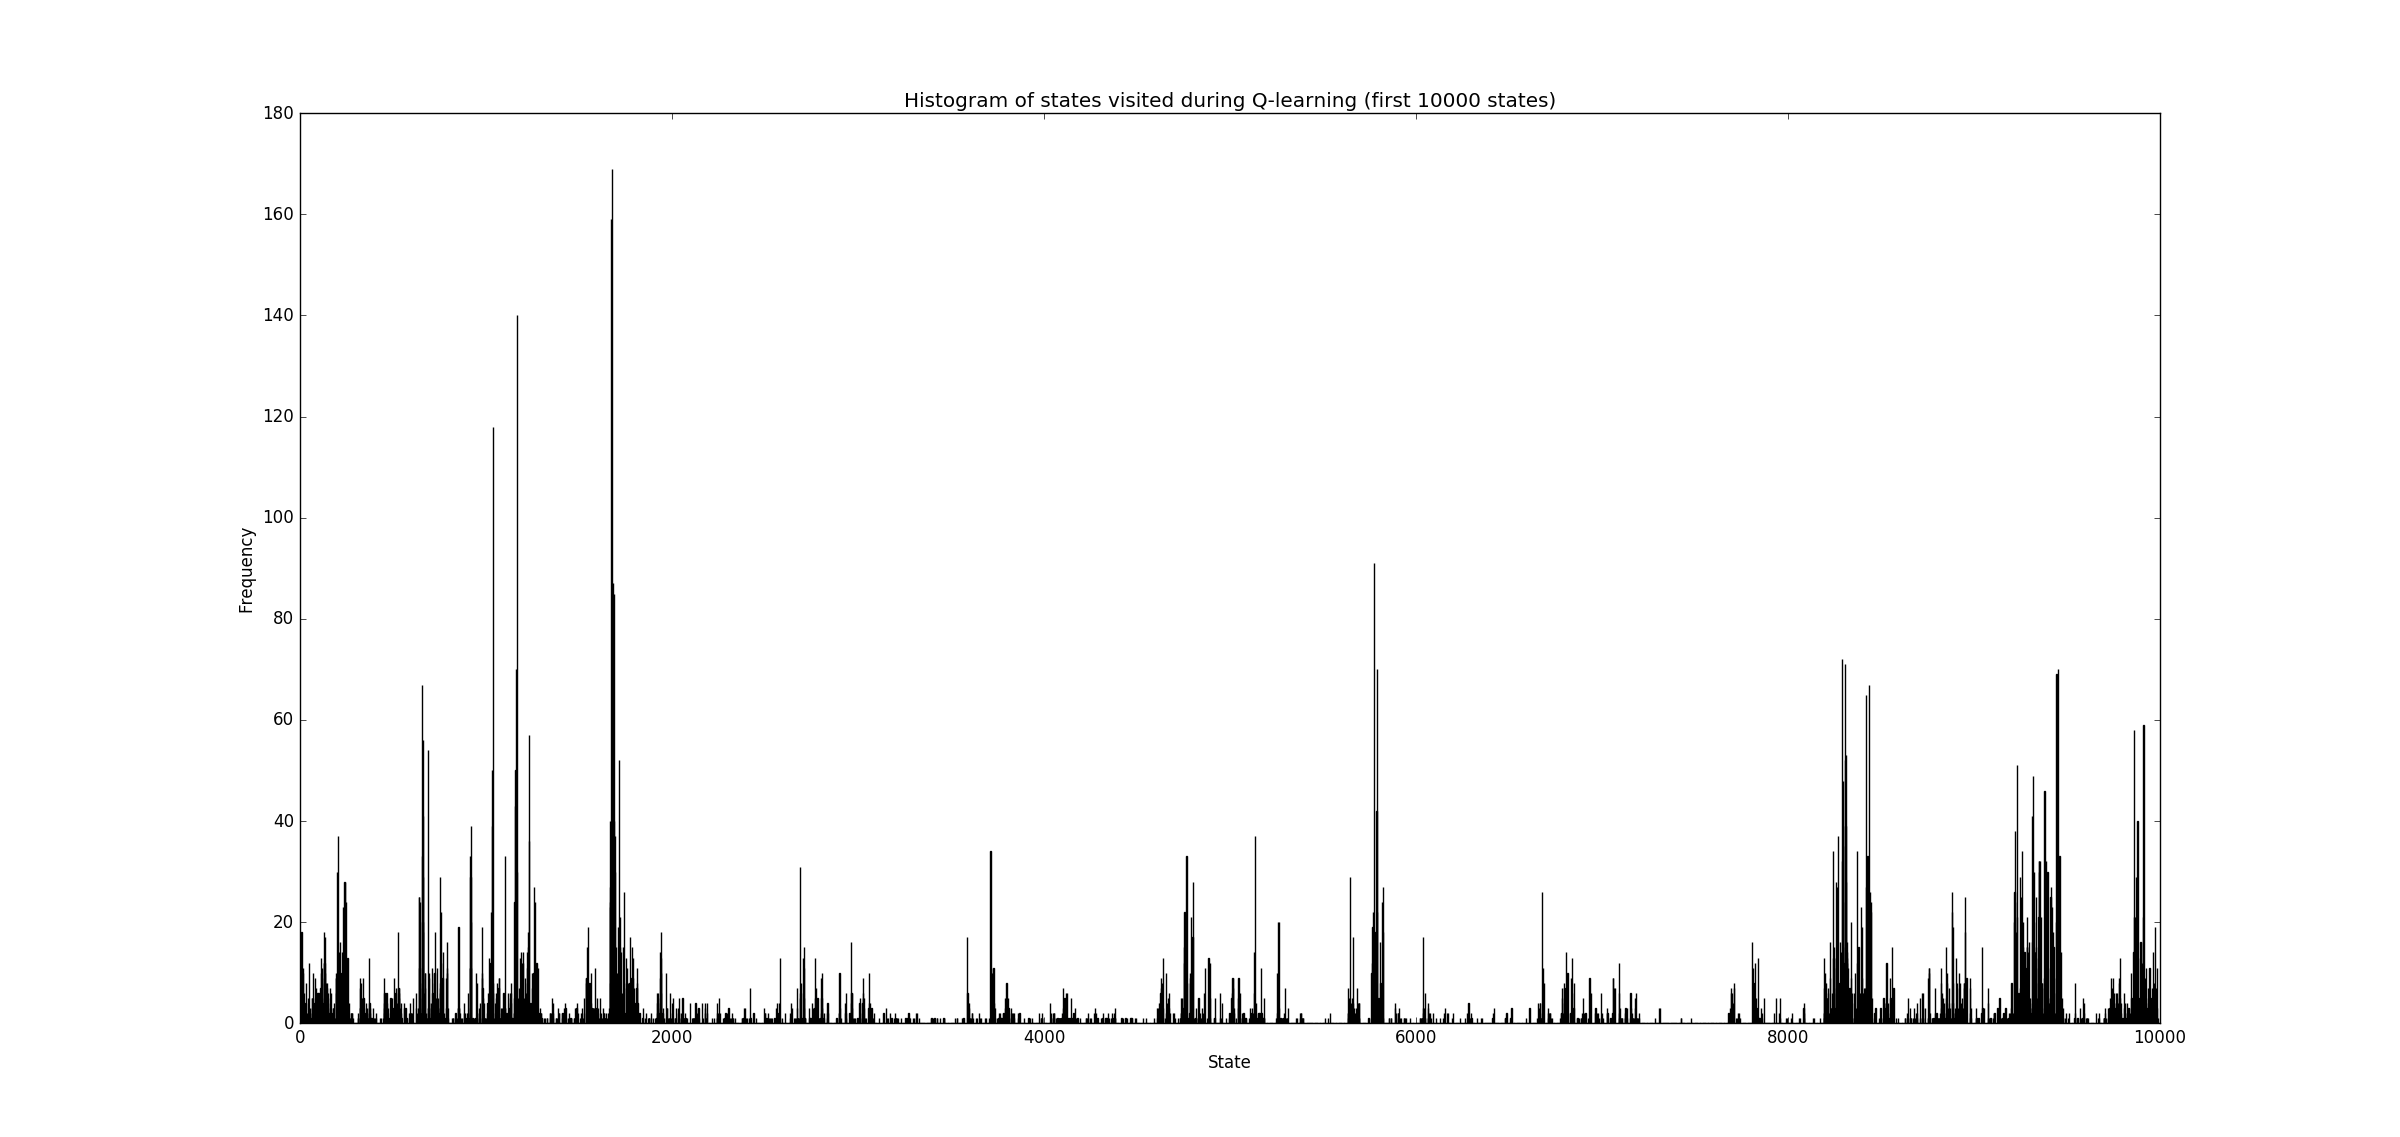 Histogram of states visited during Q-learning (first 10000 states)
180
160
140
120
100
80
60
40
20
0
Frequency
0 2000 4000 6000 8000 10000
State